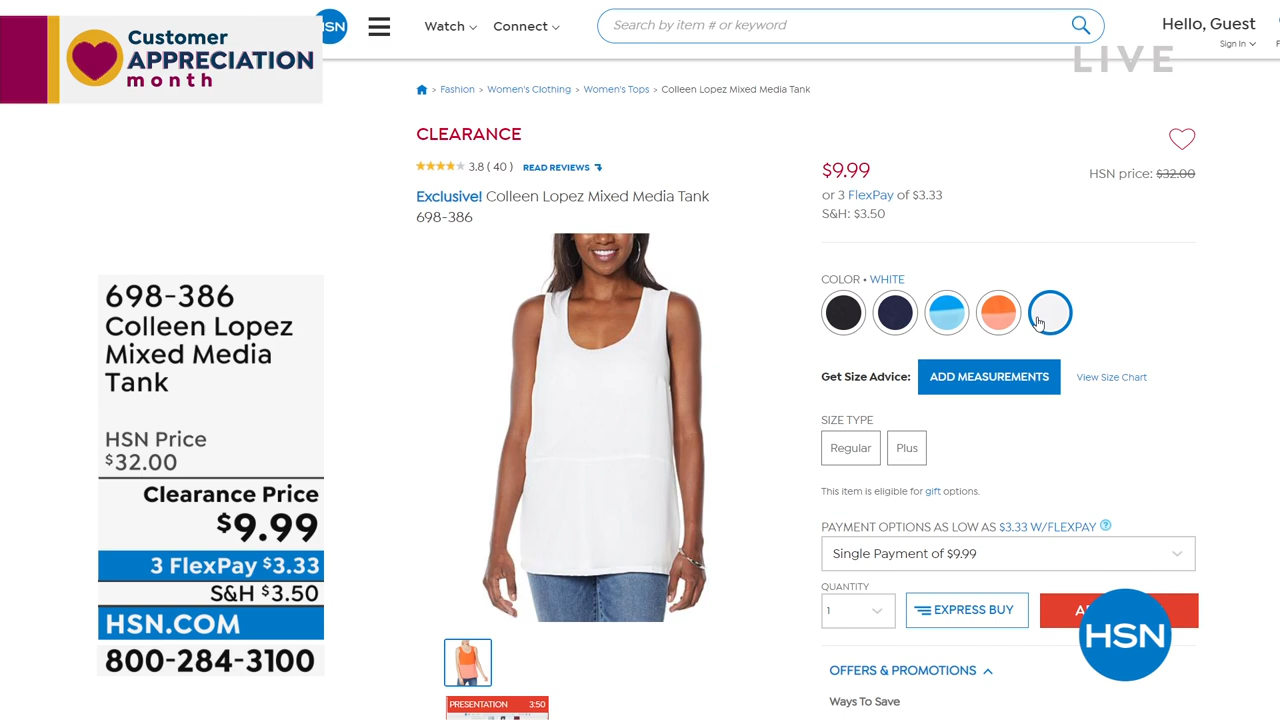 Customer
APPRECIATION
month
HSN
Watch
Connect
Search by item # or keyword
Hello, Guest
Sign In
LIVE
> Fashion > Women's Clothing > Women's Tops > Colleen Lopez Mixed Media Tank
CLEARANCE
3.8 ( 40 ) READ REVIEWS
Exclusive! Colleen Lopez Mixed Media Tank
698-386
$9.99
HSN price: $32.00
or 3 FlexPay of $3.33
S&H: $3.50
COLOR • WHITE
Get Size Advice: ADD MEASUREMENTS View Size Chart
SIZE TYPE
Regular Plus
This item is eligible for gift options.
PAYMENT OPTIONS AS LOW AS $3.33 W/FLEXPAY ?
Single Payment of $9.99
QUANTITY
1
EXPRESS BUY
HSN
OFFERS & PROMOTIONS
Ways To Save
PRESENTATION 3:50
698-386
Colleen Lopez
Mixed Media
Tank
HSN Price
$32.00
Clearance Price
$9.99
3 FlexPay $3.33
S&H $3.50
HSN.COM
800-284-3100